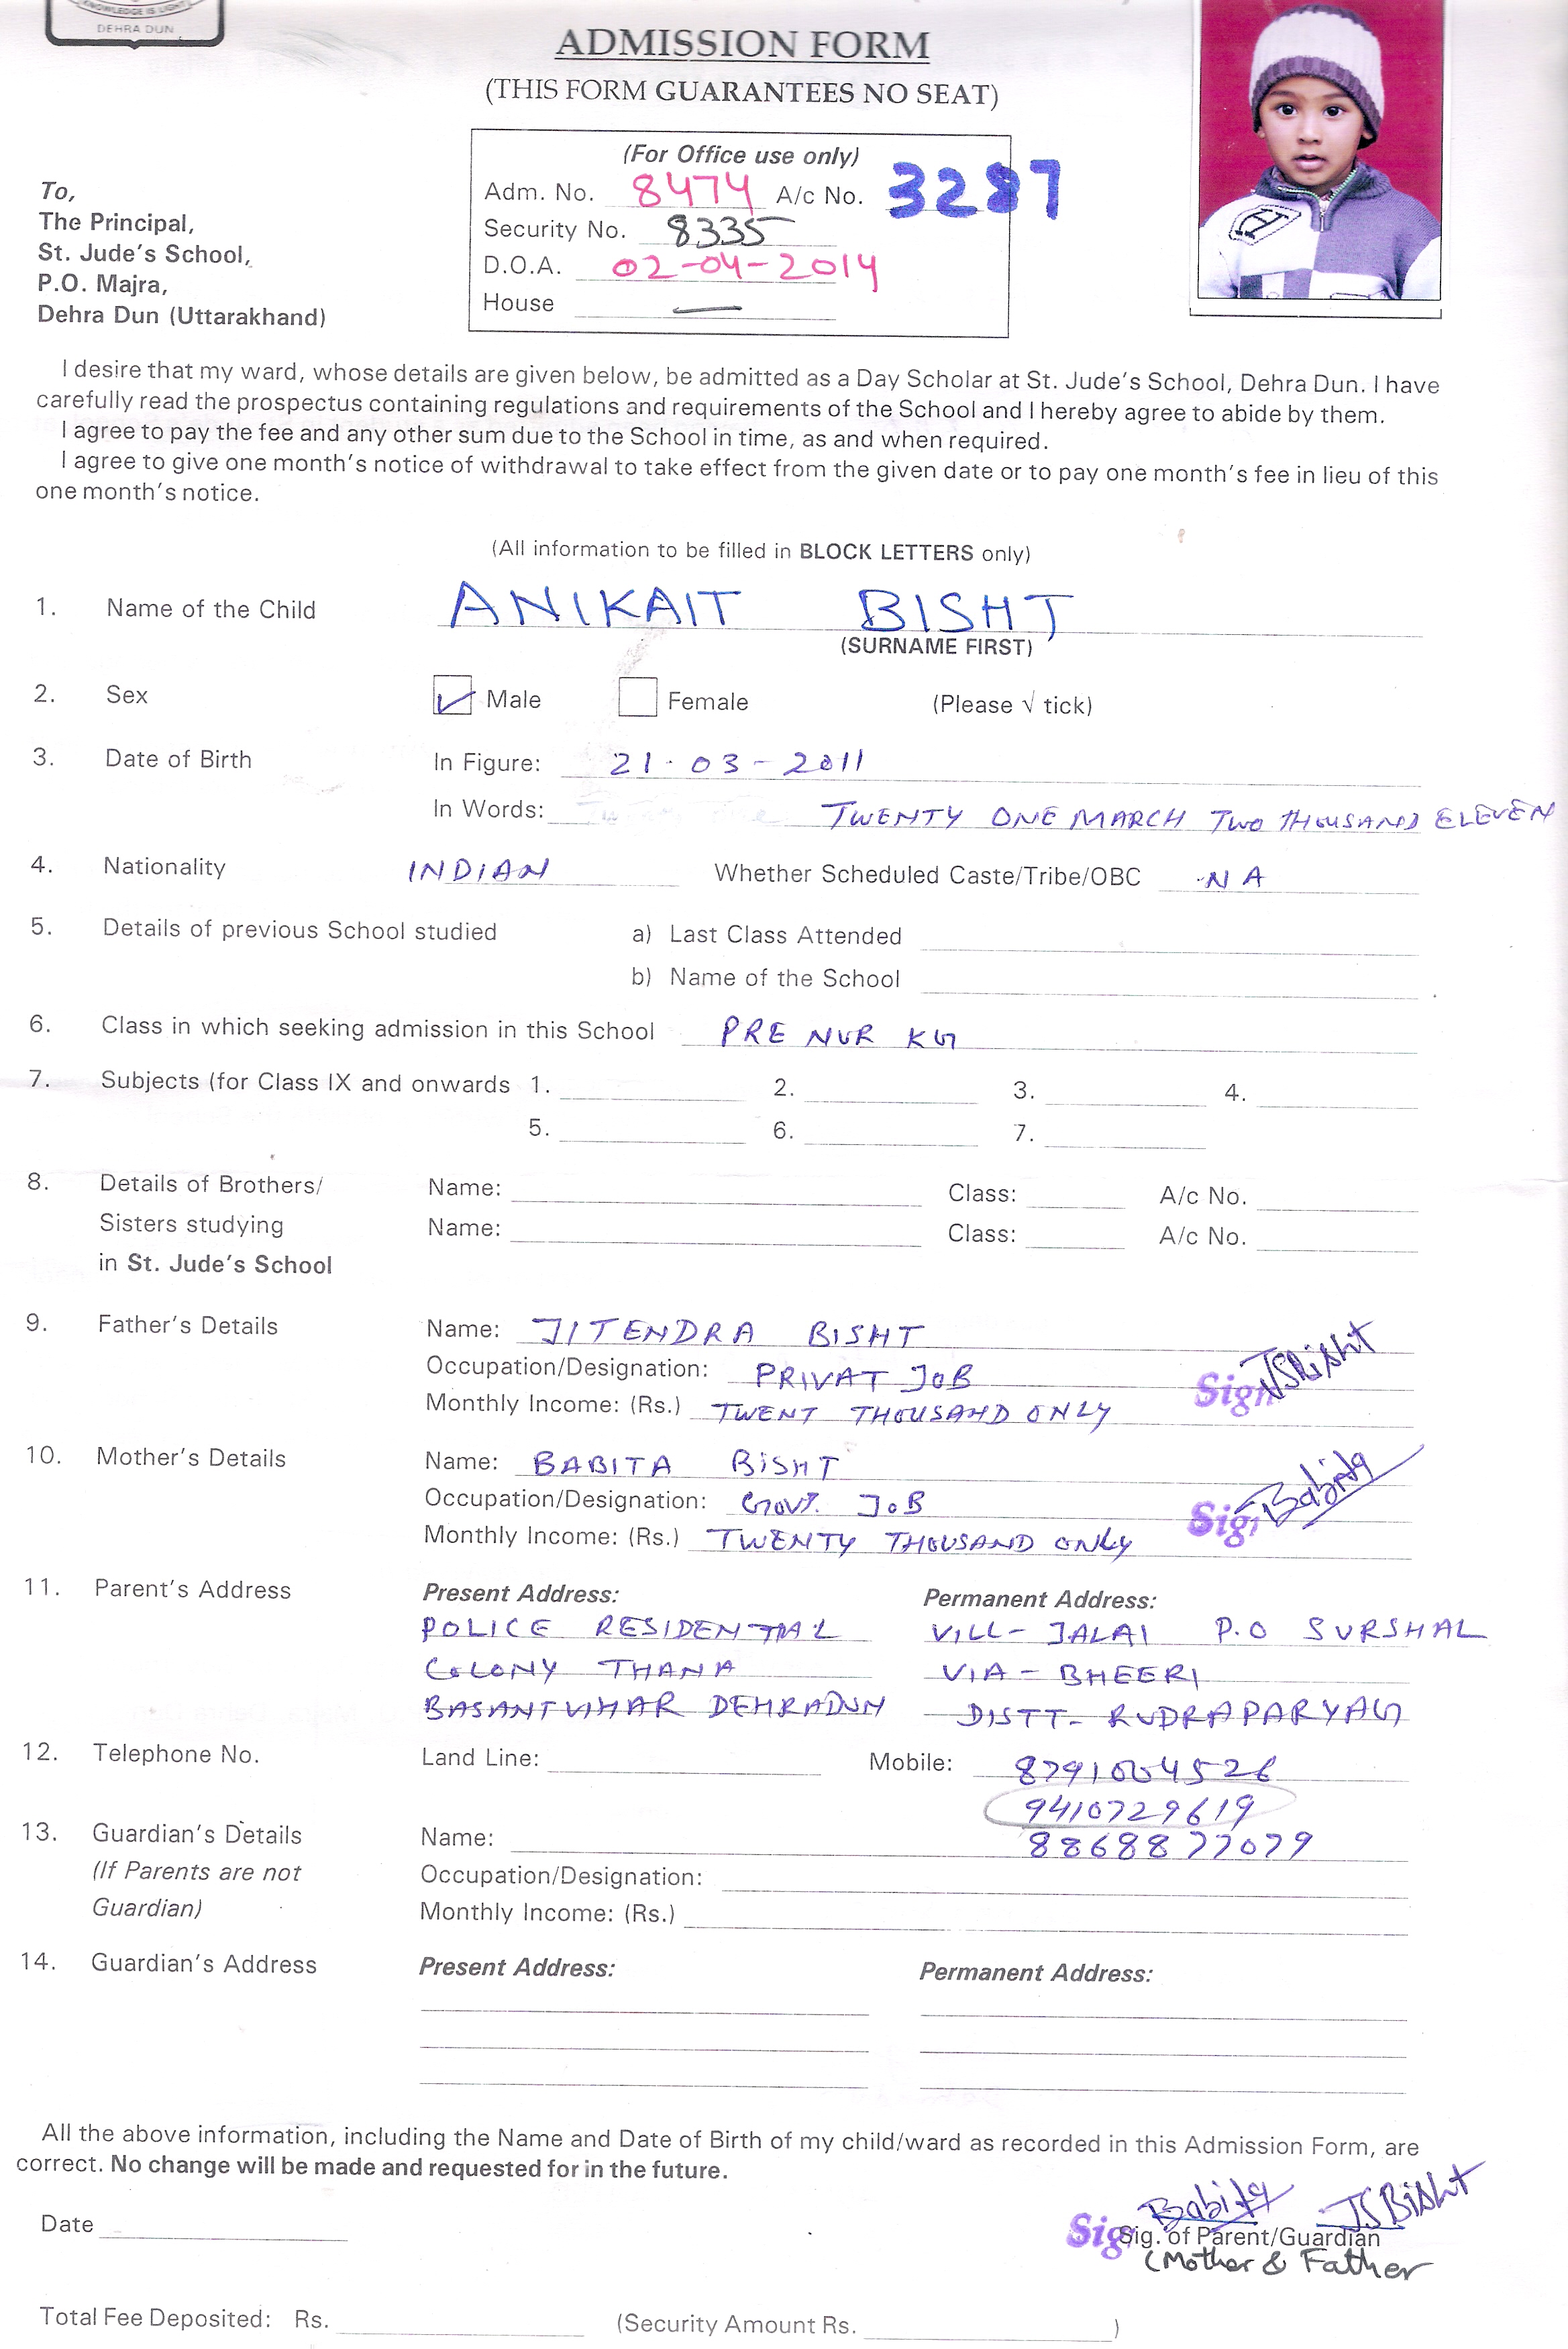 KNOWLEDGE IS LIGHT
DEHRA DUN
ADMISSION FORM
(THIS FORM GUARANTEES NO SEAT)
(For Office use only)
Adm. No. 8474 A/c No. 3287
Security No. 8335
D.O.A. 02-04-2014
House —
To,
The Principal,
St. Jude's School,
P.O. Majra,
Dehra Dun (Uttarakhand)
I desire that my ward, whose details are given below, be admitted as a Day Scholar at St. Jude's School, Dehra Dun. I have
carefully read the prospectus containing regulations and requirements of the School and I hereby agree to abide by them.
I agree to pay the fee and any other sum due to the School in time, as and when required.
I agree to give one month's notice of withdrawal to take effect from the given date or to pay one month's fee in lieu of this
one month's notice.
(All information to be filled in BLOCK LETTERS only)
1. Name of the Child ANIKAIT BISHT
(SURNAME FIRST)
2. Sex Male Female (Please √ tick)
3. Date of Birth In Figure: 21-03-2011
In Words: TWENTY ONE MARCH TWO THOUSAND ELEVEN
4. Nationality INDIAN Whether Scheduled Caste/Tribe/OBC NA
5. Details of previous School studied a) Last Class Attended
b) Name of the School
6. Class in which seeking admission in this School PRE NUR KG
7. Subjects (for Class IX and onwards 1. 2. 3. 4.
5. 6. 7.
8. Details of Brothers/ Name: Class: A/c No.
Sisters studying Name: Class: A/c No.
in St. Jude's School
9. Father's Details Name: JITENDRA BISHT
Occupation/Designation: PRIVAT JOB Sign JSBisht
Monthly Income: (Rs.) TWENT THOUSAND ONLY
10. Mother's Details Name: BABITA BISHT
Occupation/Designation: GOVT. JOB Sign Babita
Monthly Income: (Rs.) TWENTY THOUSAND ONLY
11. Parent's Address Present Address: Permanent Address:
POLICE RESIDENTIAL VILL- JALAI P.O SURSHAL
COLONY THANA VIA - BHEERI
BASANT VIHAR DEHRADUN DISTT- RUDRAPARYAG
12. Telephone No. Land Line: Mobile: 8791004526
9410729619
13. Guardian's Details Name: 8868877079
(If Parents are not Occupation/Designation:
Guardian) Monthly Income: (Rs.)
14. Guardian's Address Present Address: Permanent Address:
All the above information, including the Name and Date of Birth of my child/ward as recorded in this Admission Form, are
correct. No change will be made and requested for in the future.
Babita JSBisht
Date Sig Sig. of Parent/Guardian
(Mother & Father
Total Fee Deposited: Rs. (Security Amount Rs. )